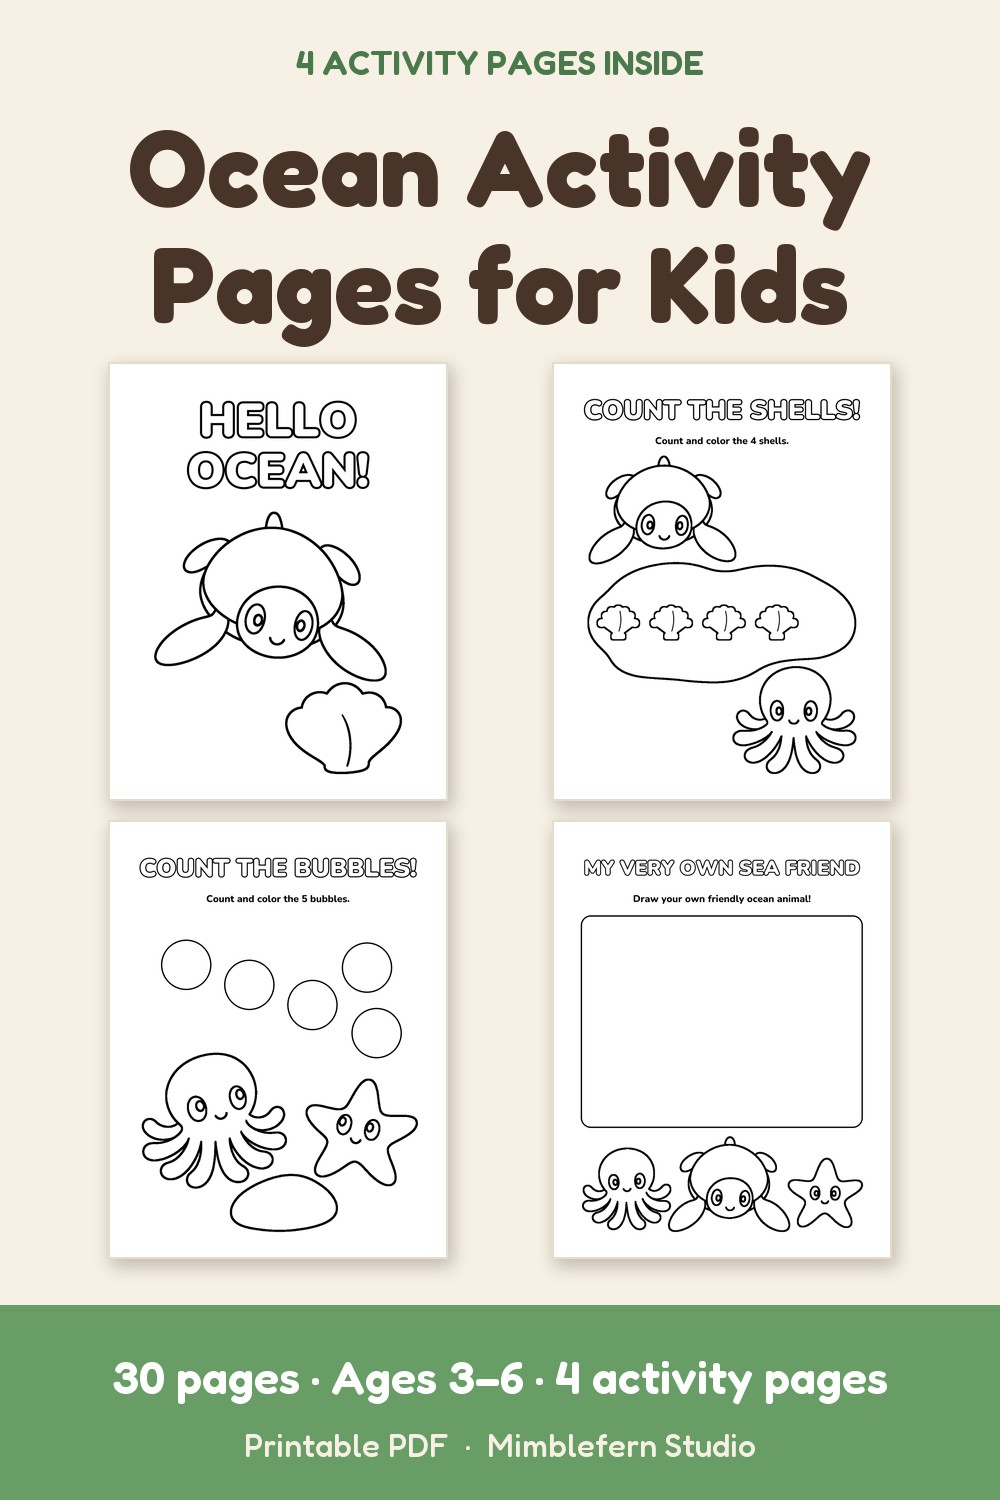 4 ACTIVITY PAGES INSIDE
Ocean Activity
Pages for Kids
HELLO
OCEAN!
COUNT THE SHELLS!
Count and color the 4 shells.
COUNT THE BUBBLES!
Count and color the 5 bubbles.
MY VERY OWN SEA FRIEND
Draw your own friendly ocean animal!
30 pages · Ages 3–6 · 4 activity pages
Printable PDF · Mimblefern Studio